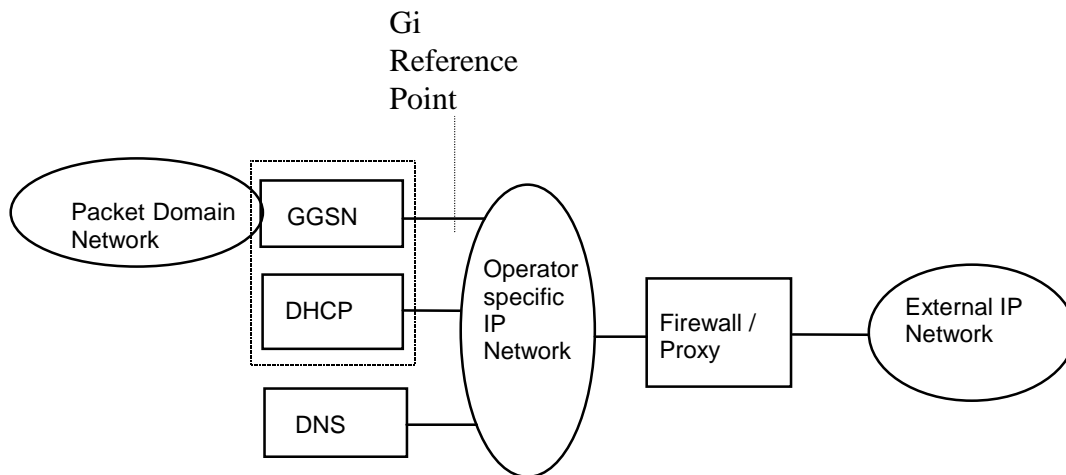 Gi
Reference
Point
Packet Domain
Network
GGSN
DHCP
DNS
Operator
specific
IP
Network
Firewall /
Proxy
External IP
Network